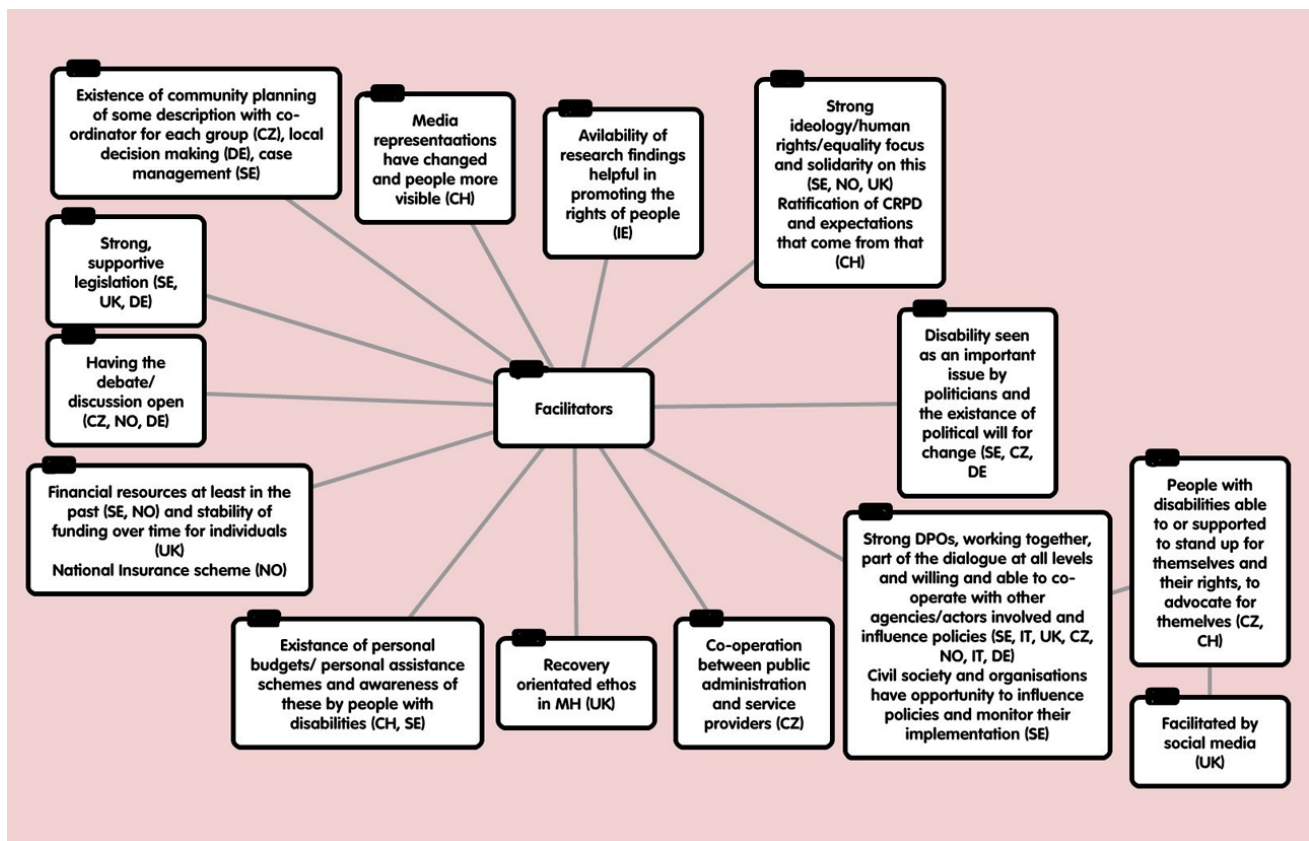 Existence of community planning
of some description with co-
ordinator for each group (CZ), local
decision making (DE), case
management (SE)
Media
representaations
have changed
and people more
visible (CH)
Avilability of
research findings
helpful in
promoting the
rights of people
(IE)
Strong
ideology/human
rights/equality focus
and solidarity on this
(SE, NO, UK)
Ratification of CRPD
and expectations
that come from that
(CH)
Strong,
supportive
legislation (SE,
UK, DE)
Having the
debate/
discussion open
(CZ, NO, DE)
Facilitators
Disability seen
as an important
issue by
politicians and
the existance of
political will for
change (SE, CZ,
DE
Financial resources at least in the
past (SE, NO) and stability of
funding over time for individuals
(UK)
National Insurance scheme (NO)
Existance of personal
budgets/ personal assistance
schemes and awareness of
these by people with
disabilities (CH, SE)
Recovery
orientated ethos
in MH (UK)
Co-operation
between public
administration
and service
providers (CZ)
Strong DPOs, working together,
part of the dialogue at all levels
and willing and able to co-
operate with other
agencies/actors involved and
influence policies (SE, IT, UK, CZ,
NO, IT, DE)
Civil society and organisations
have opportunity to influence
policies and monitor their
implementation (SE)
People with
disabilities able
to or supported
to stand up for
themselves and
their rights, to
advocate for
themelves (CZ,
CH)
Facilitated by
social media
(UK)